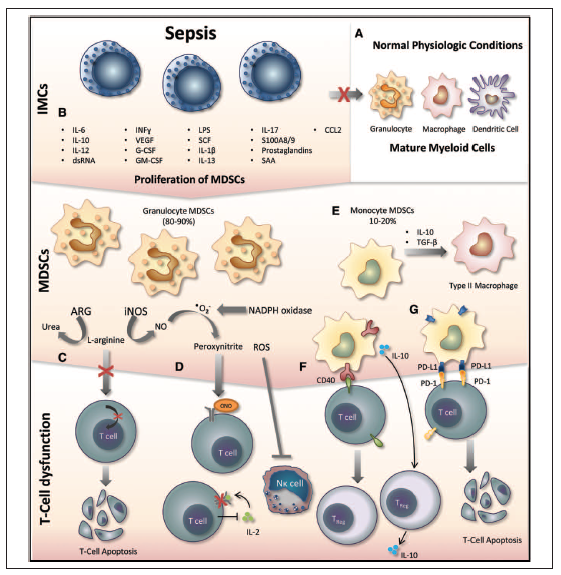 Sepsis
A
Normal Physiologic Conditions
Granulocyte
Macrophage
Dendritic Cell
Mature Myeloid Cells
IMCs
B
• IL-6
• IL-10
• IL-12
• dsRNA
• INFγ
• VEGF
• G-CSF
• GM-CSF
• LPS
• SCF
• IL-1β
• IL-13
• IL-17
• S100A8/9
• Prostaglandins
• SAA
• CCL2
Proliferation of MDSCs
MDSCs
Granulocyte MDSCs
(80-90%)
E
Monocyte MDSCs
10-20%
• IL-10
• TGF-β
Type II Macrophage
ARG
iNOS
•O₂⁻
NADPH oxidase
Urea
L-arginine
NO
Peroxynitrite
ROS
C
D
F
G
IL-10
CD40
PD-L1
PD-L1
PD-1
PD-1
T-Cell dysfunction
T cell
T-Cell Apoptosis
ONO
T cell
T cell
IL-2
Nk cell
T cell
TReg
TReg
IL-10
T cell
T-Cell Apoptosis